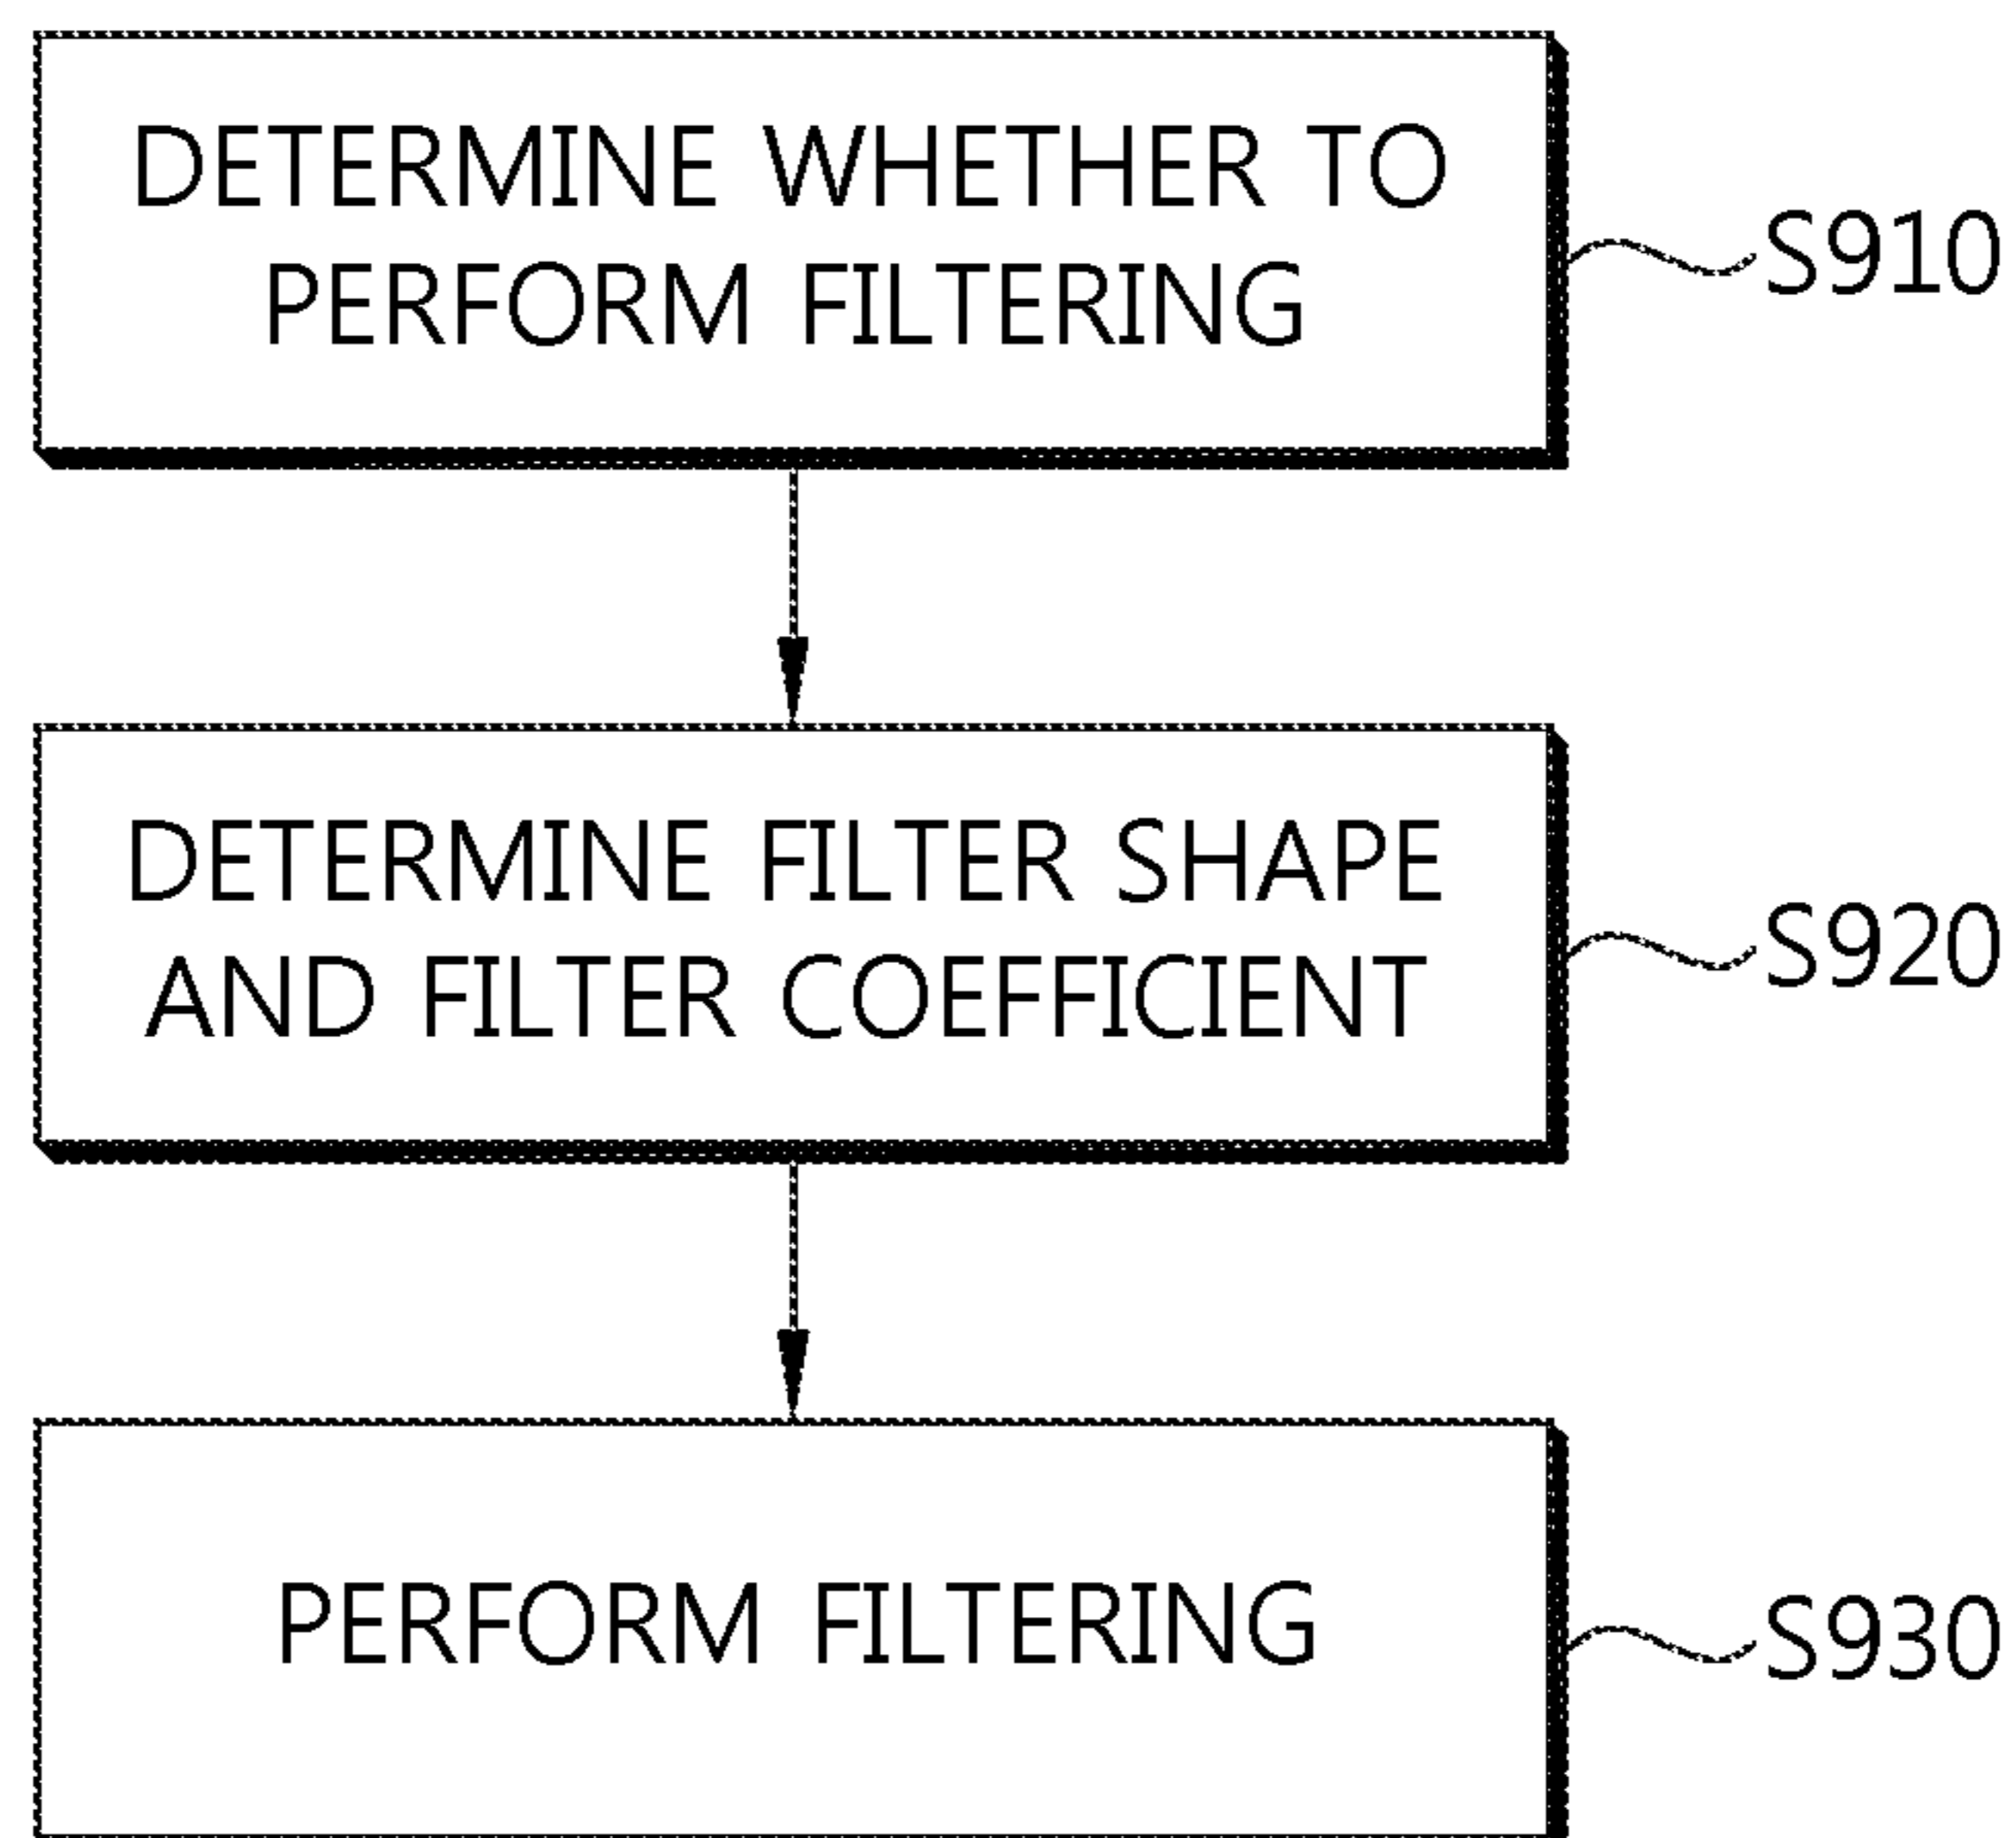 DETERMINE WHETHER TO
PERFORM FILTERING
S910
DETERMINE FILTER SHAPE
AND FILTER COEFFICIENT
S920
PERFORM FILTERING
S930